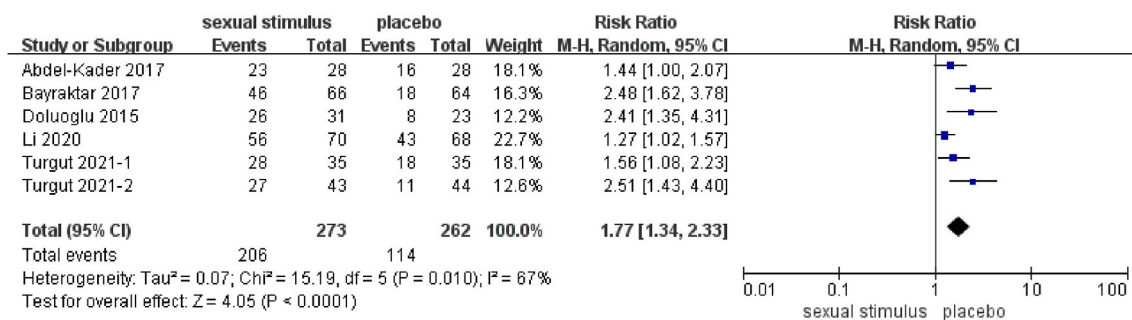 sexual stimulus placebo Risk Ratio Risk Ratio
Study or Subgroup Events Total Events Total Weight M-H, Random, 95% CI M-H, Random, 95% CI
Abdel-Kader 2017 23 28 16 28 18.1% 1.44 [1.00, 2.07]
Bayraktar 2017 46 66 18 64 16.3% 2.48 [1.62, 3.78]
Doluoglu 2015 26 31 8 23 12.2% 2.41 [1.35, 4.31]
Li 2020 56 70 43 68 22.7% 1.27 [1.02, 1.57]
Turgut 2021-1 28 35 18 35 18.1% 1.56 [1.08, 2.23]
Turgut 2021-2 27 43 11 44 12.6% 2.51 [1.43, 4.40]
Total (95% CI) 273 262 100.0% 1.77 [1.34, 2.33]
Total events 206 114
Heterogeneity: Tau² = 0.07; Chi² = 15.19, df = 5 (P = 0.010); I² = 67%
Test for overall effect: Z = 4.05 (P < 0.0001)
0.01 0.1 1 10 100
sexual stimulus placebo